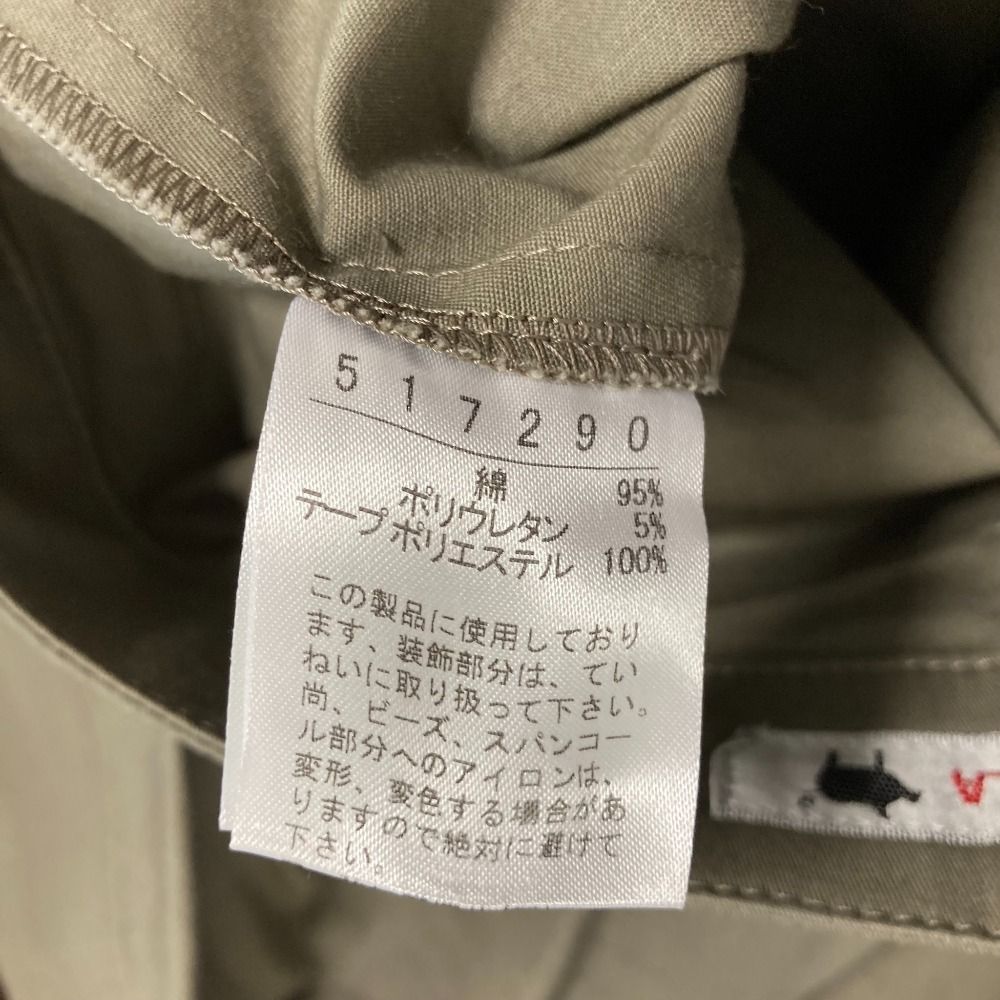 517290
綿 95%
ポリウレタン 5%
テープ ポリエステル 100%
この製品に使用しており
ます、装飾部分は、てい
ねいに取り扱って下さい。
尚、ビーズ、スパンコー
ル部分へのアイロンは、
変形、変色する場合があ
りますので絶対に避けて
下さい。
LA